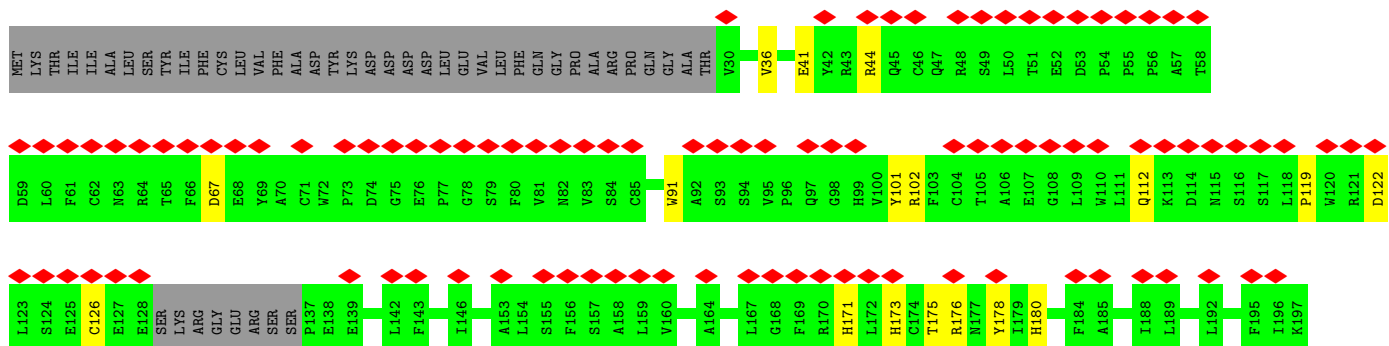 MET LYS THR ILE ILE ALA LEU SER TYR ILE PHE CYS LEU VAL PHE ALA ASP TYR LYS ASP ASP ASP ASP LEU GLU VAL LEU PHE GLN GLY PRO ALA ARG PRO GLN GLY ALA THR V30 V36 E41 Y42 R43 R44 Q45 C46 Q47 R48 S49 L50 T51 E52 D53 P54 P55 P56 A57 T58
D59 L60 F61 C62 N63 R64 T65 F66 D67 E68 Y69 A70 C71 W72 P73 D74 G75 E76 P77 G78 S79 F80 V81 N82 V83 S84 C85 W91 A92 S93 S94 V95 P96 Q97 G98 H99 V100 Y101 R102 F103 C104 T105 A106 E107 G108 L109 W110 L111 Q112 K113 D114 N115 S116 S117 L118 P119 W120 R121 D122
L123 S124 E125 C126 E127 E128 SER LYS ARG GLY GLU ARG SER SER P137 E138 E139 L142 F143 I146 A153 L154 S155 F156 S157 A158 L159 V160 A164 L167 G168 F169 R170 H171 L172 H173 C174 T175 R176 N177 Y178 I179 H180 F184 A185 I188 L189 L192 F195 I196 K197